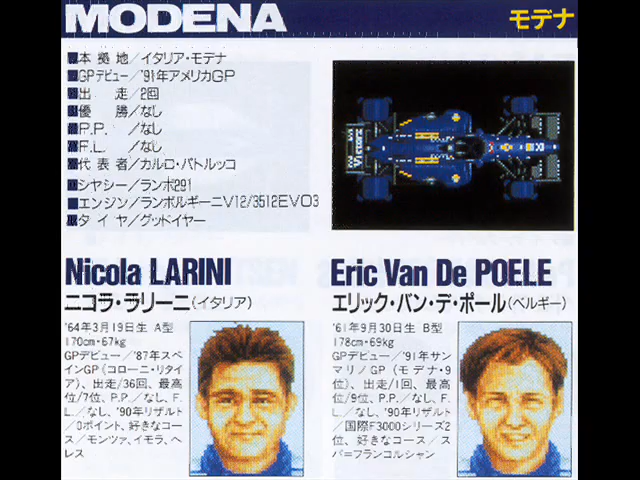 MODENA
モデナ
■本拠地／イタリア・モデナ
■GPデビュー／'91年アメリカGP
■出走／2回
■優勝／なし
■P.P.／なし
■F.L.／なし
■代表者／カルロ・パトルッコ
■シャシー／ランボ291
■エンジン／ランボルギーニV12/3512EVO3
■タイヤ／グッドイヤー
Nicola LARINI
ニコラ・ラリーニ(イタリア)
'64年3月19日生 A型
170cm・67kg
GPデビュー／'87年スペ
インGP（コローニ・リタイ
ア)、出走/36回、最高
位/7位、P.P.／なし、F.
L.／なし、'90年リザルト
／0ポイント、好きなコー
ス／モンツァ、イモラ、ヘ
レス
Eric Van De POELE
エリック・バン・デ・ポール(ベルギー)
'61年9月30日生 B型
178cm・69kg
GPデビュー／'91年サン
マリノGP（モデナ・9
位)、出走/1回、最高
位/9位、P.P.／なし、F.
L.／なし、'90年リザルト
／国際F3000シリーズ2
位、好きなコース／ス
パ=フランコルシャン